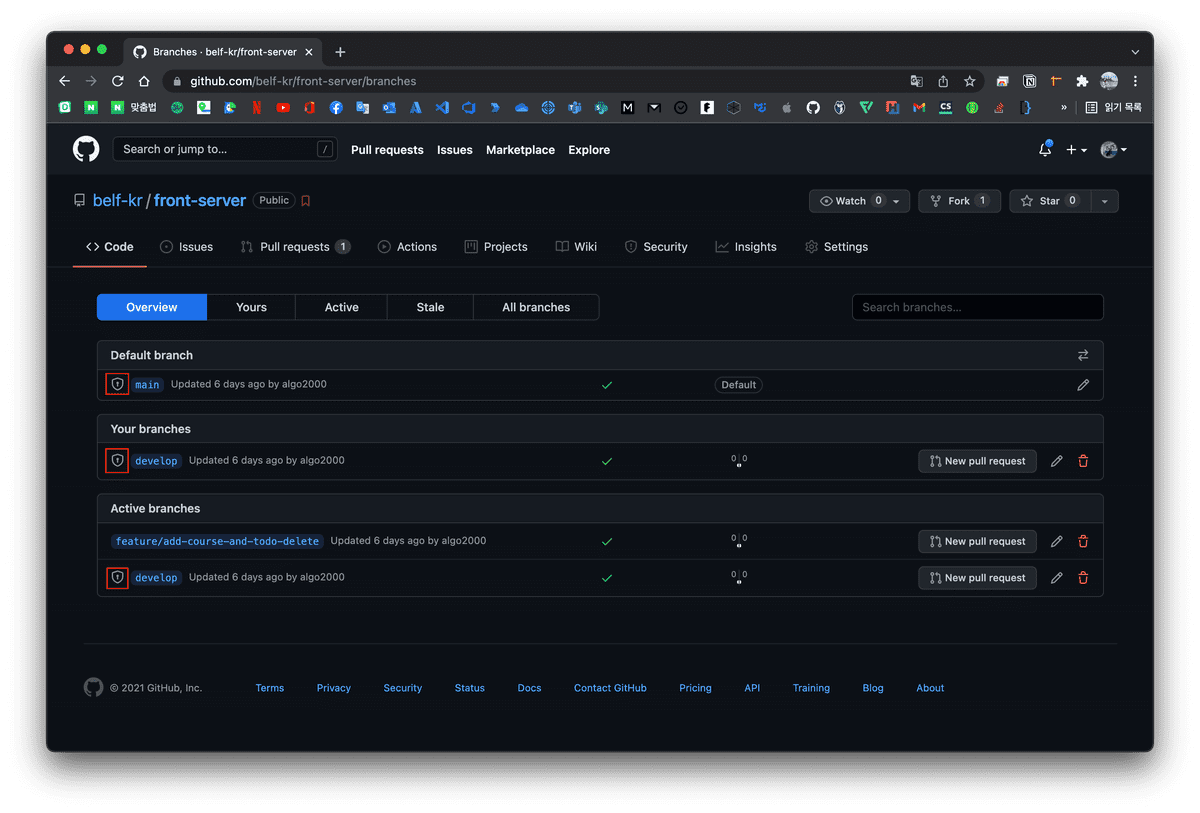 Branches · belf-kr/front-server
github.com/belf-kr/front-server/branches
맞춤법 CS » 읽기 목록
Search or jump to... / Pull requests Issues Marketplace Explore
belf-kr / front-server Public Watch 0 Fork 1 Star 0
Code Issues Pull requests 1 Actions Projects Wiki Security Insights Settings
Overview Yours Active Stale All branches Search branches...
Default branch
main Updated 6 days ago by algo2000 Default
Your branches
develop Updated 6 days ago by algo2000 0 0 New pull request
Active branches
feature/add-course-and-todo-delete Updated 6 days ago by algo2000 0 0 New pull request
develop Updated 6 days ago by algo2000 0 0 New pull request
© 2021 GitHub, Inc. Terms Privacy Security Status Docs Contact GitHub Pricing API Training Blog About